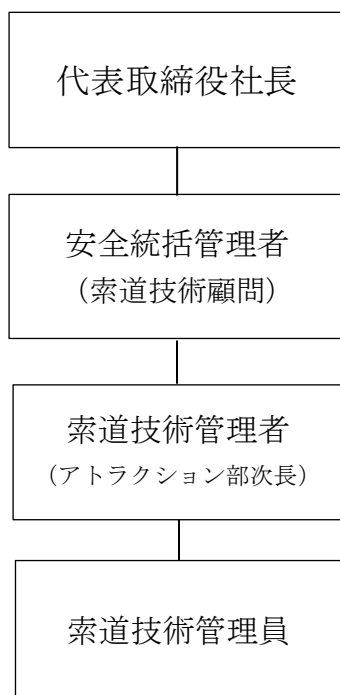 代表取締役社長
安全統括管理者
（索道技術顧問）
索道技術管理者
（アトラクション部次長）
索道技術管理員